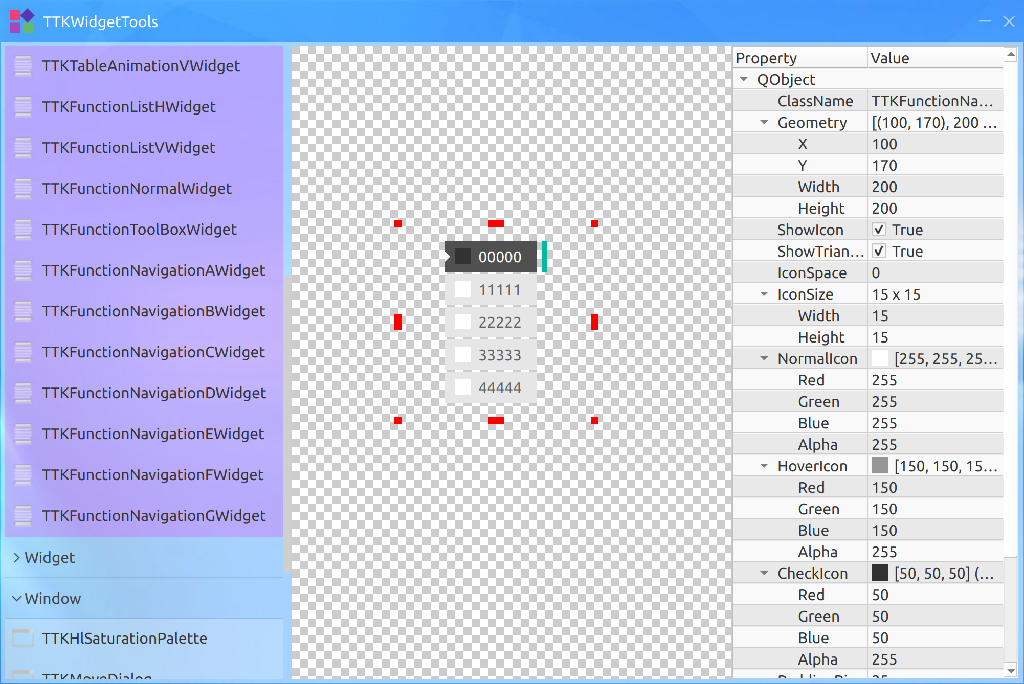 TTKWidgetTools
TTKTableAnimationVWidget
TTKFunctionListHWidget
TTKFunctionListVWidget
TTKFunctionNormalWidget
TTKFunctionToolBoxWidget
TTKFunctionNavigationAWidget
TTKFunctionNavigationBWidget
TTKFunctionNavigationCWidget
TTKFunctionNavigationDWidget
TTKFunctionNavigationEWidget
TTKFunctionNavigationFWidget
TTKFunctionNavigationGWidget
Widget
Window
TTKHlSaturationPalette
TTKMoveDialog
00000
11111
22222
33333
44444
Property Value
QObject
ClassName TTKFunctionNa...
Geometry [(100, 170), 200 ...
X 100
Y 170
Width 200
Height 200
ShowIcon True
ShowTrian... True
IconSpace 0
IconSize 15 x 15
Width 15
Height 15
NormalIcon [255, 255, 25...
Red 255
Green 255
Blue 255
Alpha 255
HoverIcon [150, 150, 15...
Red 150
Green 150
Blue 150
Alpha 255
CheckIcon [50, 50, 50] (...
Red 50
Green 50
Blue 50
Alpha 255